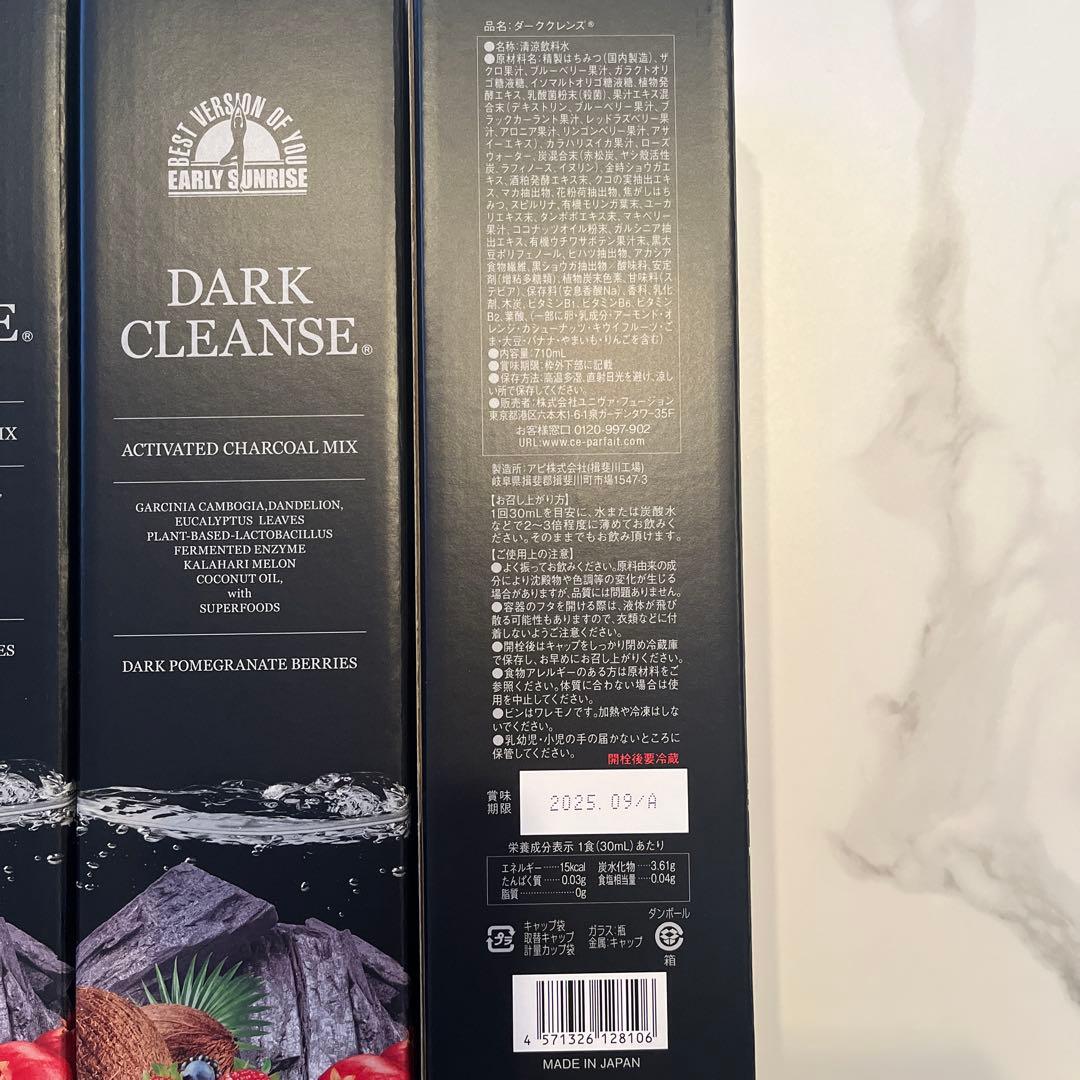 E®
IX
ES
BEST VERSION OF YOU
EARLY SUNRISE
DARK
CLEANSE®
ACTIVATED CHARCOAL MIX
GARCINIA CAMBOGIA,DANDELION,
EUCALYPTUS LEAVES
PLANT-BASED-LACTOBACILLUS
FERMENTED ENZYME
KALAHARI MELON
COCONUT OIL,
with
SUPERFOODS
DARK POMEGRANATE BERRIES
品名:ダーククレンズ®
●名称:清涼飲料水
●原材料名:精製はちみつ(国内製造)、ザ
クロ果汁、ブルーベリー果汁、ガラクトオリ
ゴ糖液糖、イソマルトオリゴ糖液糖、植物発
酵エキス、乳酸菌粉末(殺菌)、果汁エキス混
合末(デキストリン、ブルーベリー果汁、ブ
ラックカーラント果汁、レッドラズベリー果
汁、アロニア果汁、リンゴンベリー果汁、アサ
イーエキス)、カラハリスイカ果汁、ローズ
ウォーター、炭混合末(赤松炭、ヤシ殻活性
炭、ラフィノース、イヌリン)、金時ショウガエ
キス、酒粕発酵エキス末、クコの実抽出エキ
ス、マカ抽出物、花粉荷抽出物、焦がしはち
みつ、スピルリナ、有機モリンガ葉末、ユーカ
リエキス末、タンポポエキス末、マキベリー
果汁、ココナッツオイル粉末、ガルシニア抽
出エキス、有機ウチワサボテン果汁末、黒大
豆ポリフェノール、ヒハツ抽出物、アカシア
食物繊維、黒ショウガ抽出物/酸味料、安定
剤(増粘多糖類)、植物炭末色素、甘味料(ス
テビア)、保存料(安息香酸Na)、香料、乳化
剤、木炭、ビタミンB1、ビタミンB6、ビタミン
B2、葉酸、(一部に卵・乳成分・アーモンド・オ
レンジ・カシューナッツ・キウイフルーツ・ご
ま・大豆・バナナ・やまいも・りんごを含む)
●内容量:710mL
●賞味期限:枠外下部に記載
●保存方法:高温多湿、直射日光を避け、涼し
い所で保存してください。
●販売者:株式会社ユニヴァ・フュージョン
東京都港区六本木1-6-1泉ガーデンタワー35F
お客様窓口 0120-997-902
URL:www.ce-parfait.com
製造所:アピ株式会社(揖斐川工場)
岐阜県揖斐郡揖斐川町市場1547-3
【お召し上がり方】
1回30mLを目安に、水または炭酸水
などで2〜3倍程度に薄めてお飲みく
ださい。そのままでもお飲み頂けます。
【ご使用上の注意】
●よく振ってお飲みください。原料由来の成
分により沈殿物や色調等の変化が生じる
場合がありますが、品質には問題ありません。
●容器のフタを開ける際は、液体が飛び
散る可能性もありますので、衣類などに付
着しないようご注意ください。
●開栓後はキャップをしっかり閉め冷蔵庫
で保存し、お早めにお召し上がりください。
●食物アレルギーのある方は原材料をご
参照ください。体質に合わない場合は使
用を中止してください。
●ビンはワレモノです。加熱や冷凍はしな
いでください。
●乳幼児・小児の手の届かないところに
保管してください。
開栓後要冷蔵
賞味
期限
2025.09/A
栄養成分表示 1食(30mL)あたり
エネルギー……15kcal 炭水化物……3.61g
たんぱく質……0.03g 食塩相当量……0.04g
脂質……………0g
プラ
キャップ袋
取替キャップ
計量カップ袋
ガラス:瓶
金属:キャップ
ダンボール
箱
4 571326 128106
MADE IN JAPAN